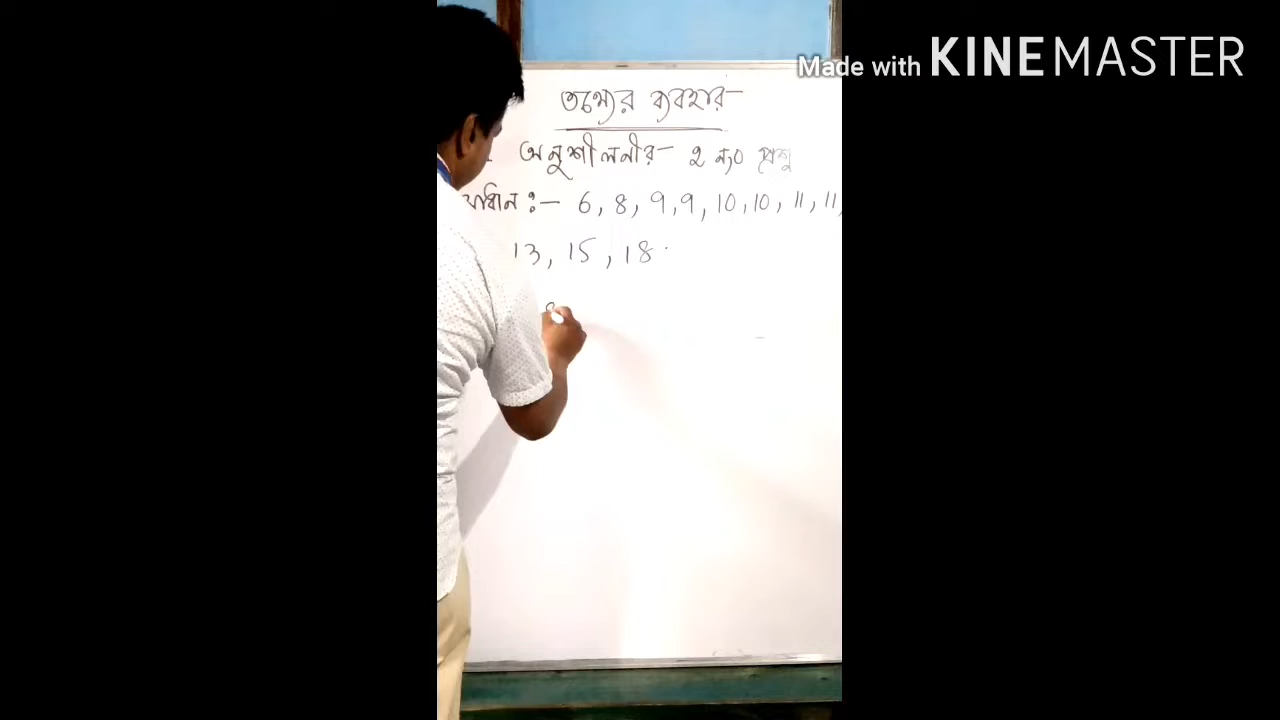 Made with KINEMASTER
তথ্যের ব্যবহার-
অনুশীলনীর- ২ নং প্রশ্ন
6, 8, 9, 9, 10, 10, 11, 11,
13, 15, 18.